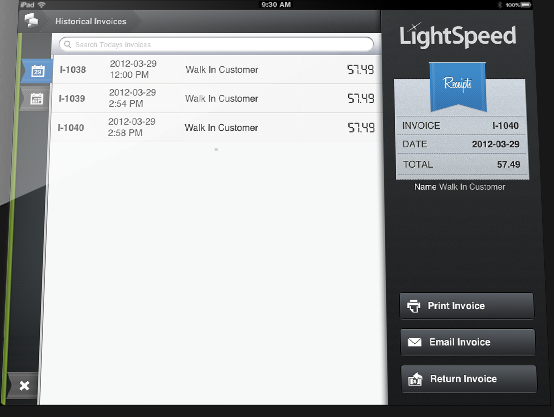 iPad 9:30 AM 100%
Historical Invoices
LightSpeed
Search Todays Invoices
29
I-1038 2012-03-29 12:00 PM Walk In Customer 57.49
I-1039 2012-03-29 2:54 PM Walk In Customer 57.49
I-1040 2012-03-29 2:58 PM Walk In Customer 57.49
Receipts
INVOICE I-1040
DATE 2012-03-29
TOTAL 57.49
Name Walk In Customer
Print Invoice
Email Invoice
Return Invoice